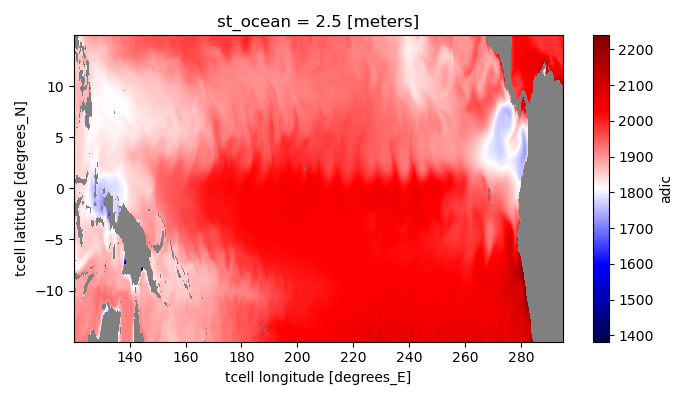 st_ocean = 2.5 [meters]
10
5
0
−5
−10
tcell latitude [degrees_N]
140 160 180 200 220 240 260 280
tcell longitude [degrees_E]
2200
2100
2000
1900
1800
1700
1600
1500
1400
adic